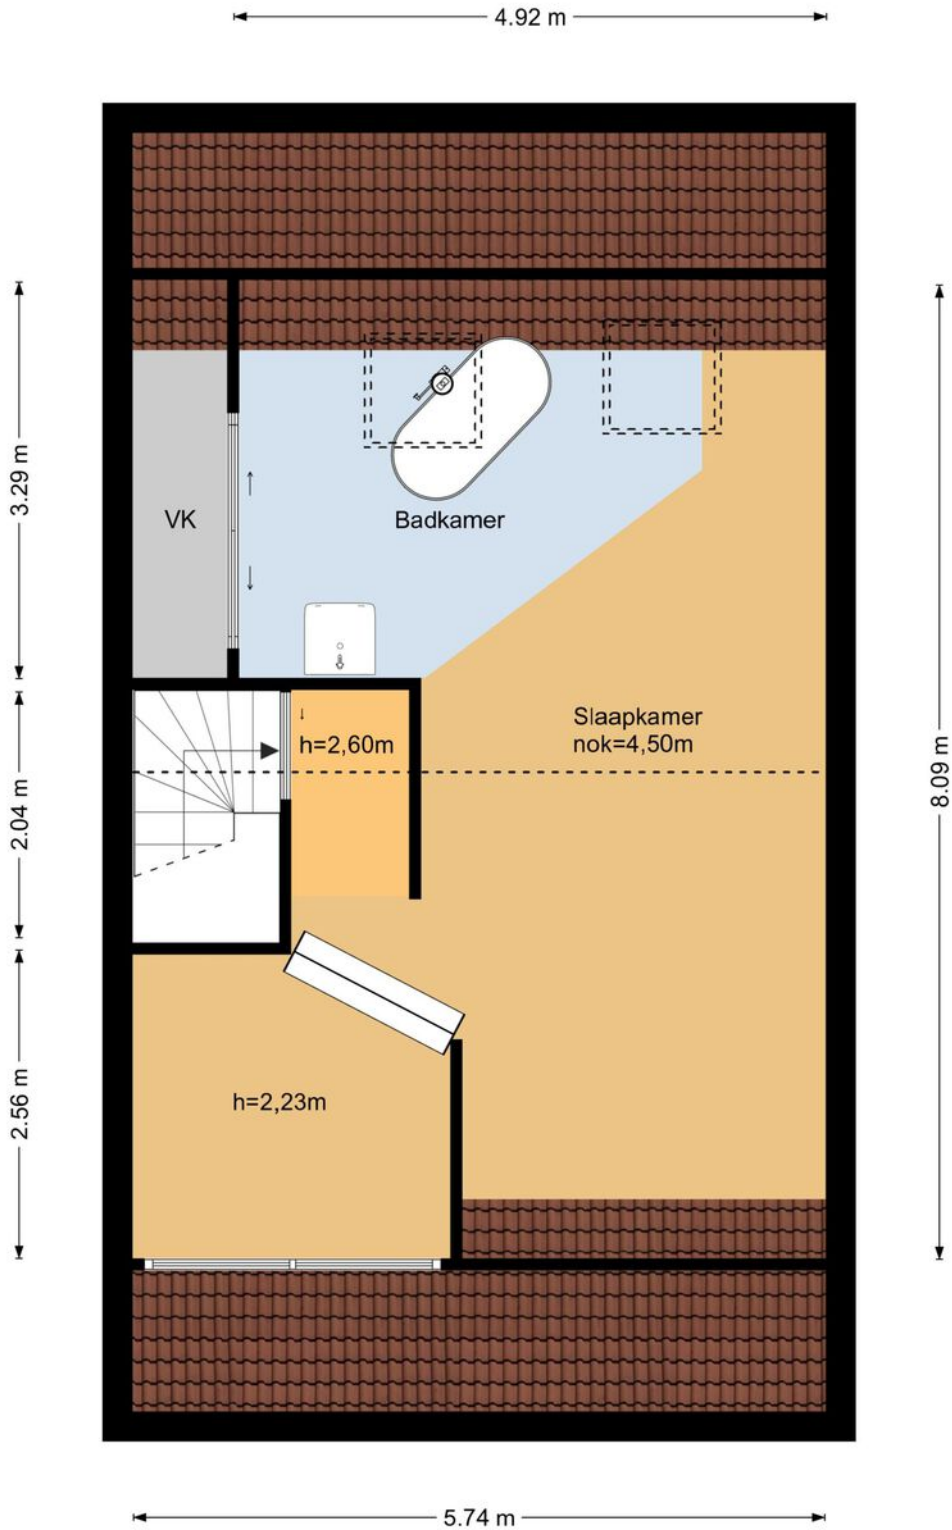 4.92 m
3.29 m
VK
Badkamer
Slaapkamer
nok=4,50m
h=2,60m
2.04 m
8.09 m
2.56 m
h=2,23m
5.74 m